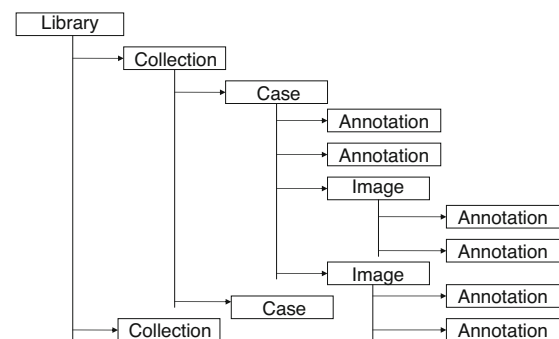 Library
Collection
Case
Annotation
Annotation
Image
Annotation
Annotation
Image
Annotation
Case
Annotation
Collection